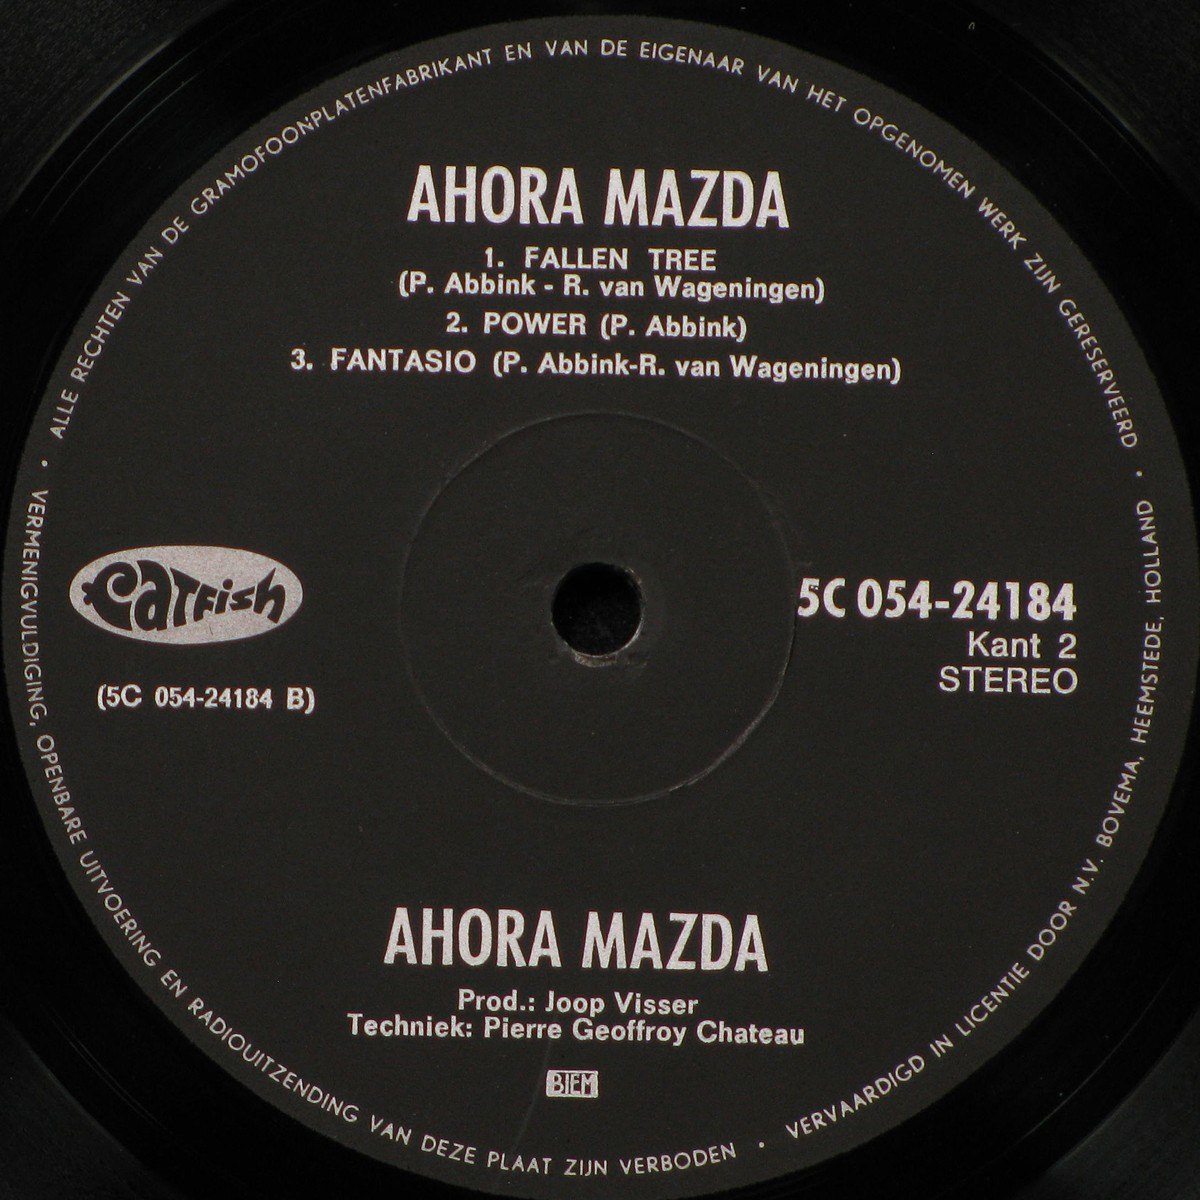 ALLE RECHTEN VAN DE GRAMOFOONPLATENFABRIKANT EN VAN DE EIGENAAR VAN HET OPGENOMEN WERK ZIJN GERESERVEERD •
AHORA MAZDA
1. FALLEN TREE
(P. Abbink - R. van Wageningen)
2. POWER (P. Abbink)
3. FANTASIO (P. Abbink-R. van Wageningen)
Catfish
(5C 054-24184 B)
5C 054-24184
Kant 2
STEREO
AHORA MAZDA
Prod.: Joop Visser
Techniek: Pierre Geoffroy Chateau
BIEM
• VERMENIGVULDIGING, OPENBARE UITVOERING EN RADIOUITZENDING VAN DEZE PLAAT ZIJN VERBODEN •
VERVAARDIGD IN LICENTIE DOOR N.V. BOVEMA, HEEMSTEDE, HOLLAND